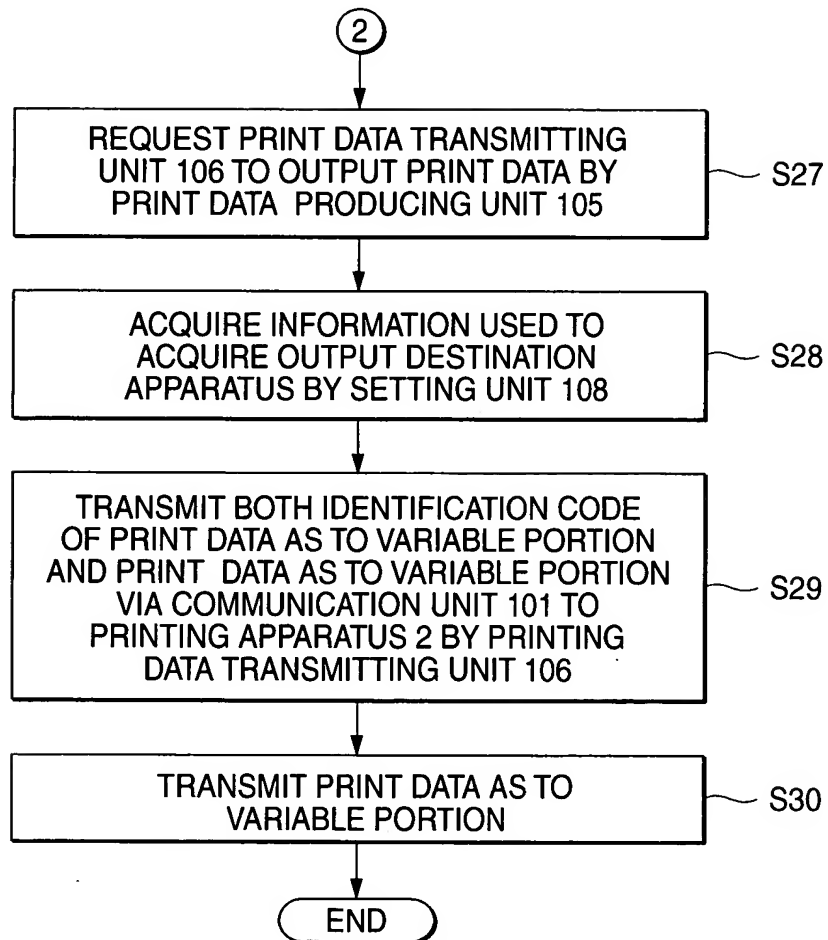 2
REQUEST PRINT DATA TRANSMITTING
UNIT 106 TO OUTPUT PRINT DATA BY
PRINT DATA PRODUCING UNIT 105
S27
ACQUIRE INFORMATION USED TO
ACQUIRE OUTPUT DESTINATION
APPARATUS BY SETTING UNIT 108
S28
TRANSMIT BOTH IDENTIFICATION CODE
OF PRINT DATA AS TO VARIABLE PORTION
AND PRINT DATA AS TO VARIABLE PORTION
VIA COMMUNICATION UNIT 101 TO
PRINTING APPARATUS 2 BY PRINTING
DATA TRANSMITTING UNIT 106
S29
TRANSMIT PRINT DATA AS TO
VARIABLE PORTION
S30
END